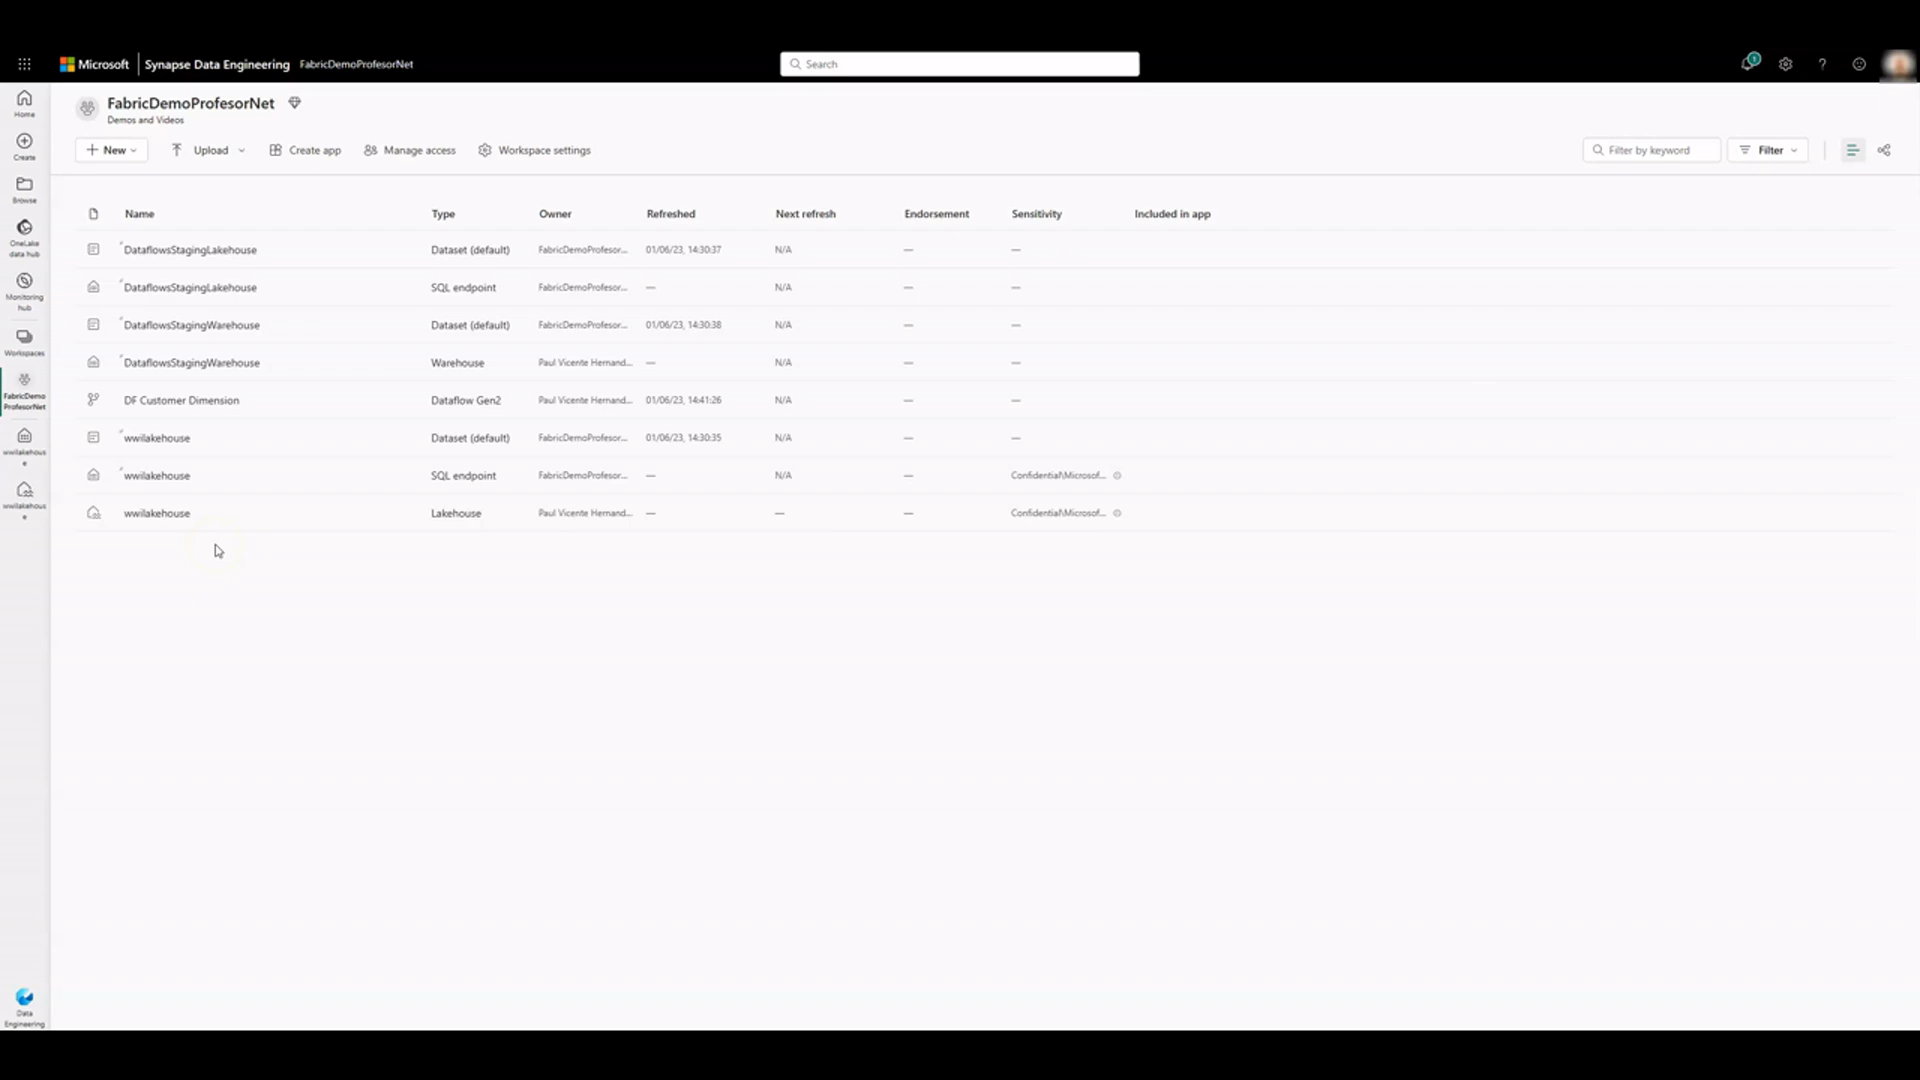 Microsoft Synapse Data Engineering FabricDemoProfesorNet Search 1
Home
Create
Browse
OneLake
data hub
Monitoring
hub
Workspaces
FabricDemo
ProfesorNet
wwilakehous
e
wwilakehous
e
Data
Engineering
FabricDemoProfesorNet
Demos and Videos
New Upload Create app Manage access Workspace settings Filter by keyword Filter
Name Type Owner Refreshed Next refresh Endorsement Sensitivity Included in app
DataflowsStagingLakehouse Dataset (default) FabricDemoProfesor... 01/06/23, 14:30:37 N/A — —
DataflowsStagingLakehouse SQL endpoint FabricDemoProfesor... — N/A — —
DataflowsStagingWarehouse Dataset (default) FabricDemoProfesor... 01/06/23, 14:30:38 N/A — —
DataflowsStagingWarehouse Warehouse Paul Vicente Hernand... — N/A — —
DF Customer Dimension Dataflow Gen2 Paul Vicente Hernand... 01/06/23, 14:41:26 N/A — —
wwilakehouse Dataset (default) FabricDemoProfesor... 01/06/23, 14:30:35 N/A — —
wwilakehouse SQL endpoint FabricDemoProfesor... — N/A — Confidential\Microsof...
wwilakehouse Lakehouse Paul Vicente Hernand... — — — Confidential\Microsof...